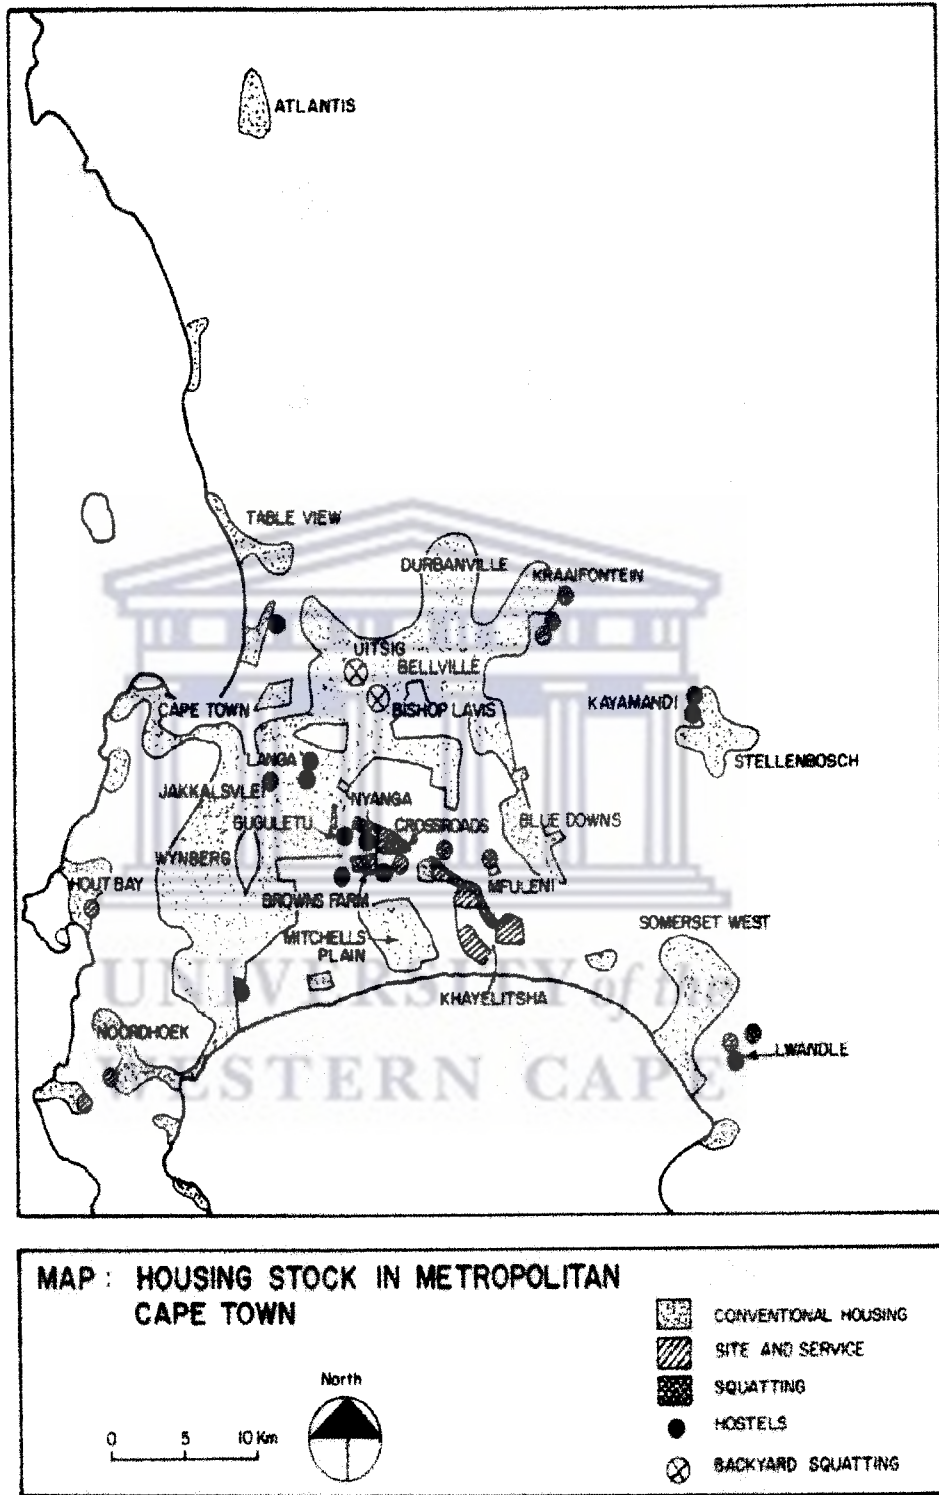 ATLANTIS
TABLE VIEW
DURBANVILLE
KRAAIFONTEIN
UITSIG
BELLVILLE
CAPE TOWN
BISHOP LAVIS
KAYAMANDI
STELLENBOSCH
LANGA
JAKKALSVLEI
NYANGA
GUGULETU
CROSSROADS
BLUE DOWNS
WYNBERG
HOUT BAY
MFULENI
BROWNS FARM
SOMERSET WEST
MITCHELLS
PLAIN
KHAYELITSHA
UNIVERSITY of the
NOORDHOEK
LWANDLE
WESTERN CAPE
MAP : HOUSING STOCK IN METROPOLITAN
CAPE TOWN
North
0 5 10 Km
CONVENTIONAL HOUSING
SITE AND SERVICE
SQUATTING
HOSTELS
BACKYARD SQUATTING